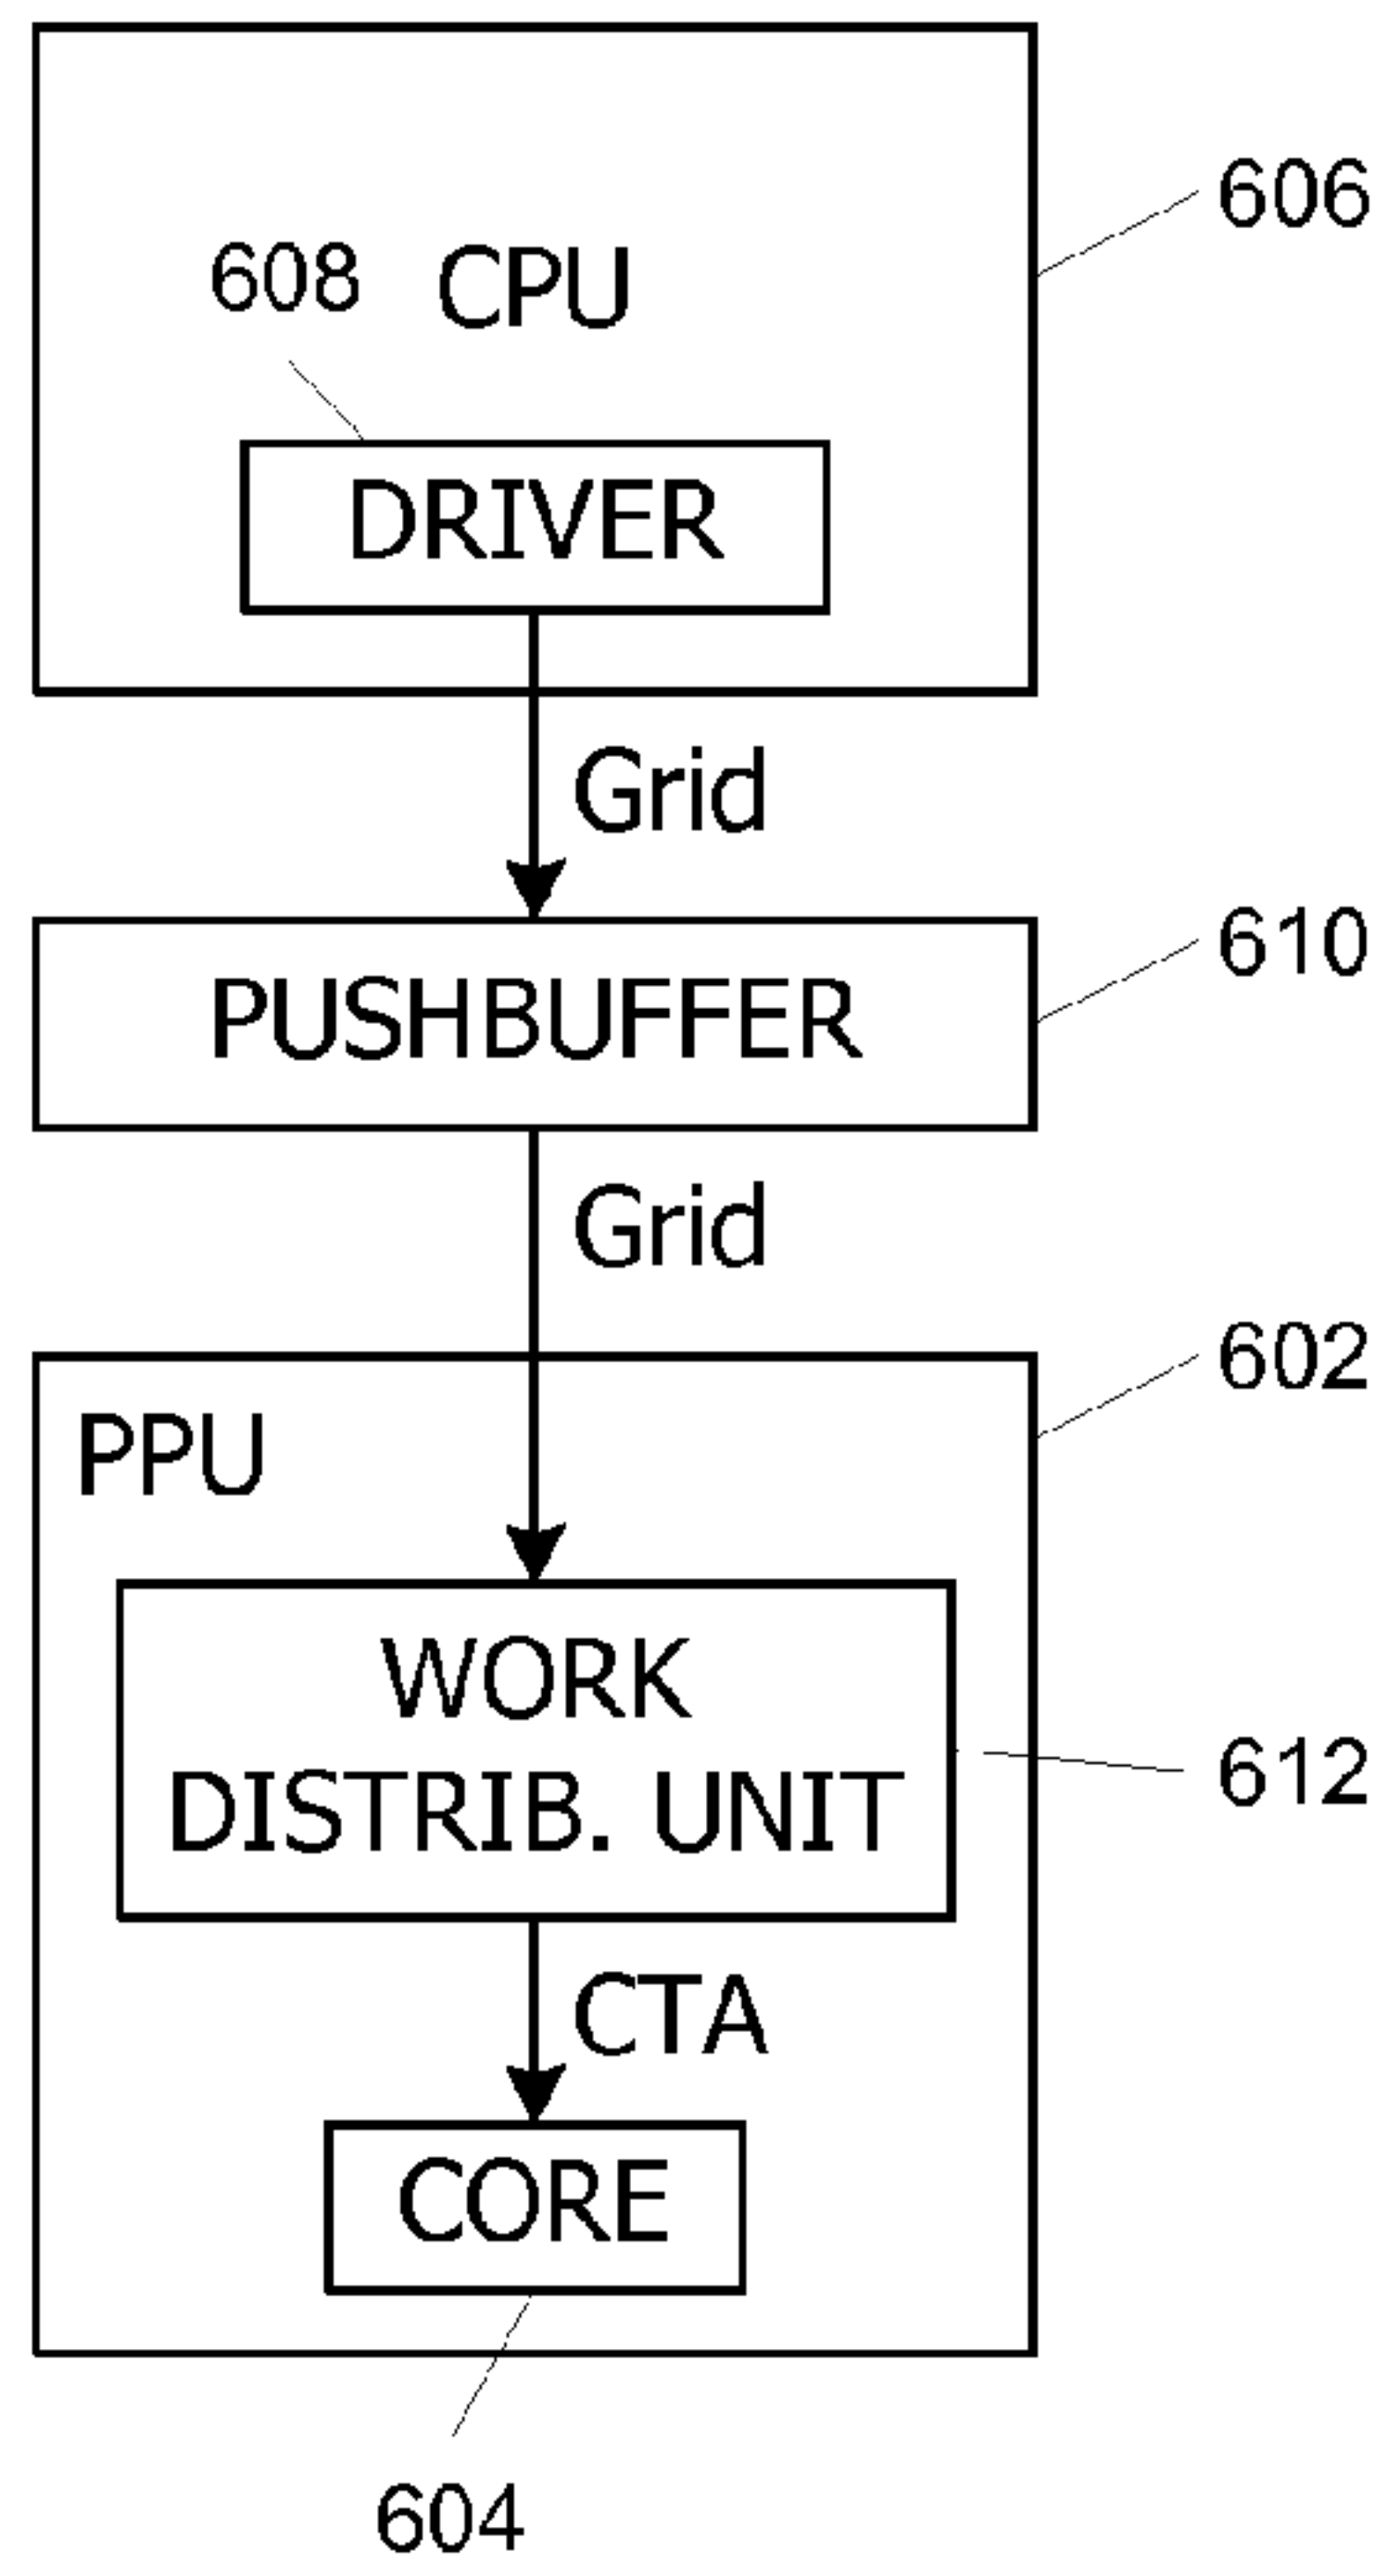 606
608
CPU
DRIVER
Grid
610
PUSHBUFFER
Grid
602
PPU
WORK
DISTRIB. UNIT
612
CTA
CORE
604